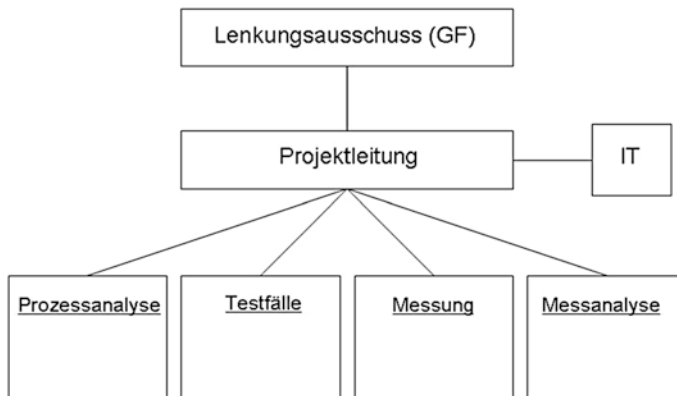 Lenkungsausschuss (GF)
Projektleitung
IT
Prozessanalyse
Testfälle
Messung
Messanalyse